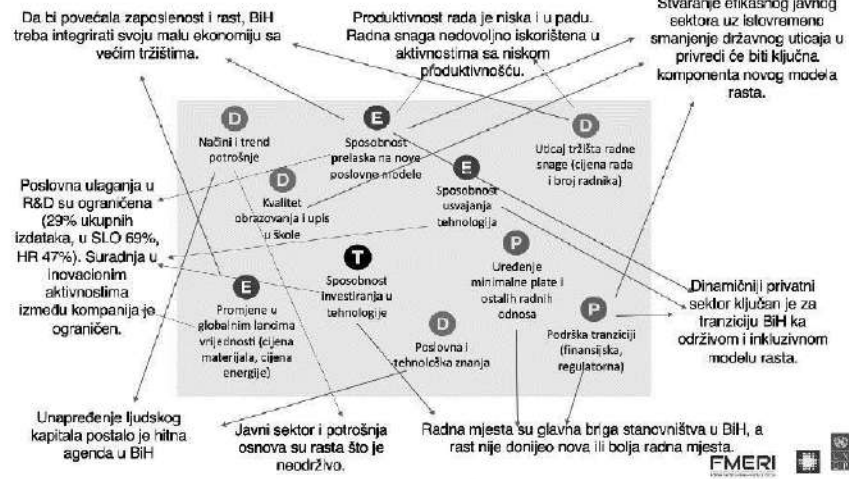 Da bi povećala zaposlenost i rast, BiH
treba integrirati svoju malu ekonomiju sa
većim tržištima.
Produktivnost rada je niska i u padu.
Radna snaga nedovoljno iskorištena u
aktivnostima sa niskom
produktivnošću.
Stvaranje efikasnog javnog
sektora uz istovremeno
smanjenje državnog uticaja u
privredi će biti ključna
komponenta novog modela
rasta.
D
Načini i trend
potrošnje
E
Sposobnost
prelaska na nove
poslovne modele
D
Uticaj tržišta radne
snage (cijena rada
i broj radnika)
D
Kvalitet
obrazovanja i upis
u škole
E
Sposobnost
usvajanja
tehnologija
Poslovna ulaganja u
R&D su ograničena
(29% ukupnih
izdataka, u SLO 69%,
HR 47%). Suradnja u
inovacionim
aktivnostima
između kompanija je
ograničen.
E
Promjene u
globalnim lancima
vrijednosti (cijena
materijala, cijena
energije)
T
Sposobnost
investiranja u
tehnologije
P
Uređenje
minimalne plate i
ostalih radnih
odnosa
D
Poslovna i
tehnološka znanja
P
Podrška tranziciji
(finansijska,
regulatorna)
Dinamičniji privatni
sektor ključan je za
tranziciju BiH ka
održivom i inkluzivnom
modelu rasta.
Unapređenje ljudskog
kapitala postalo je hitna
agenda u BiH
Javni sektor i potrošnja
osnova su rasta što je
neodrživo.
Radna mjesta su glavna briga stanovništva u BiH, a
rast nije donijeo nova ili bolja radna mjesta.
FMERI